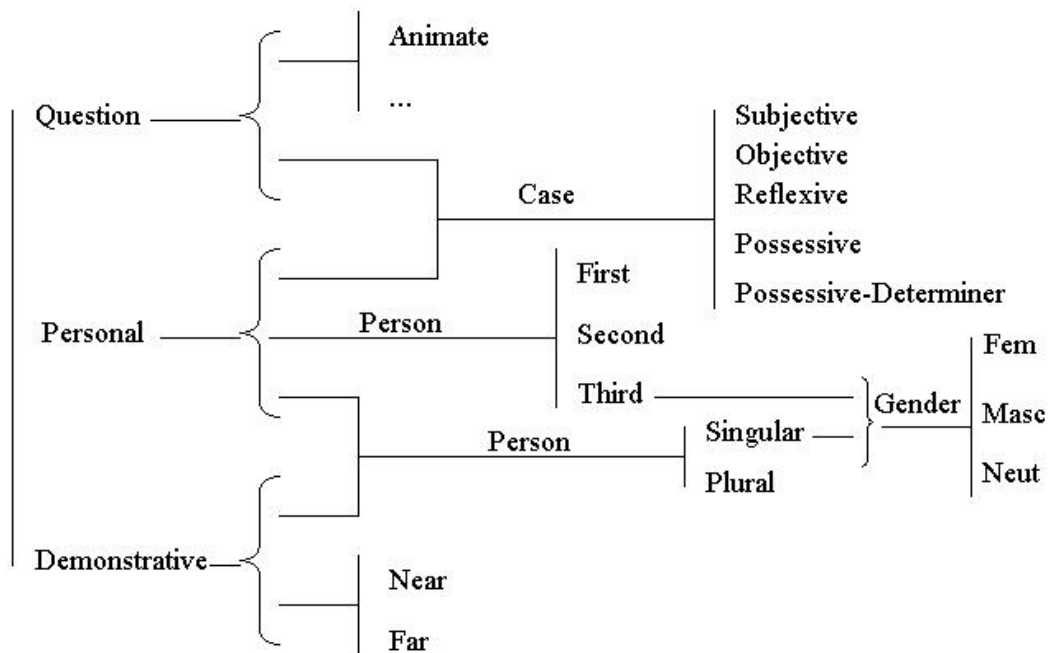 Animate
...
Question
Subjective
Objective
Case
Reflexive
Possessive
First
Possessive-Determiner
Person
Personal
Second
Fem
Third
Gender
Masc
Singular
Person
Plural
Neut
Demonstrative
Near
Far